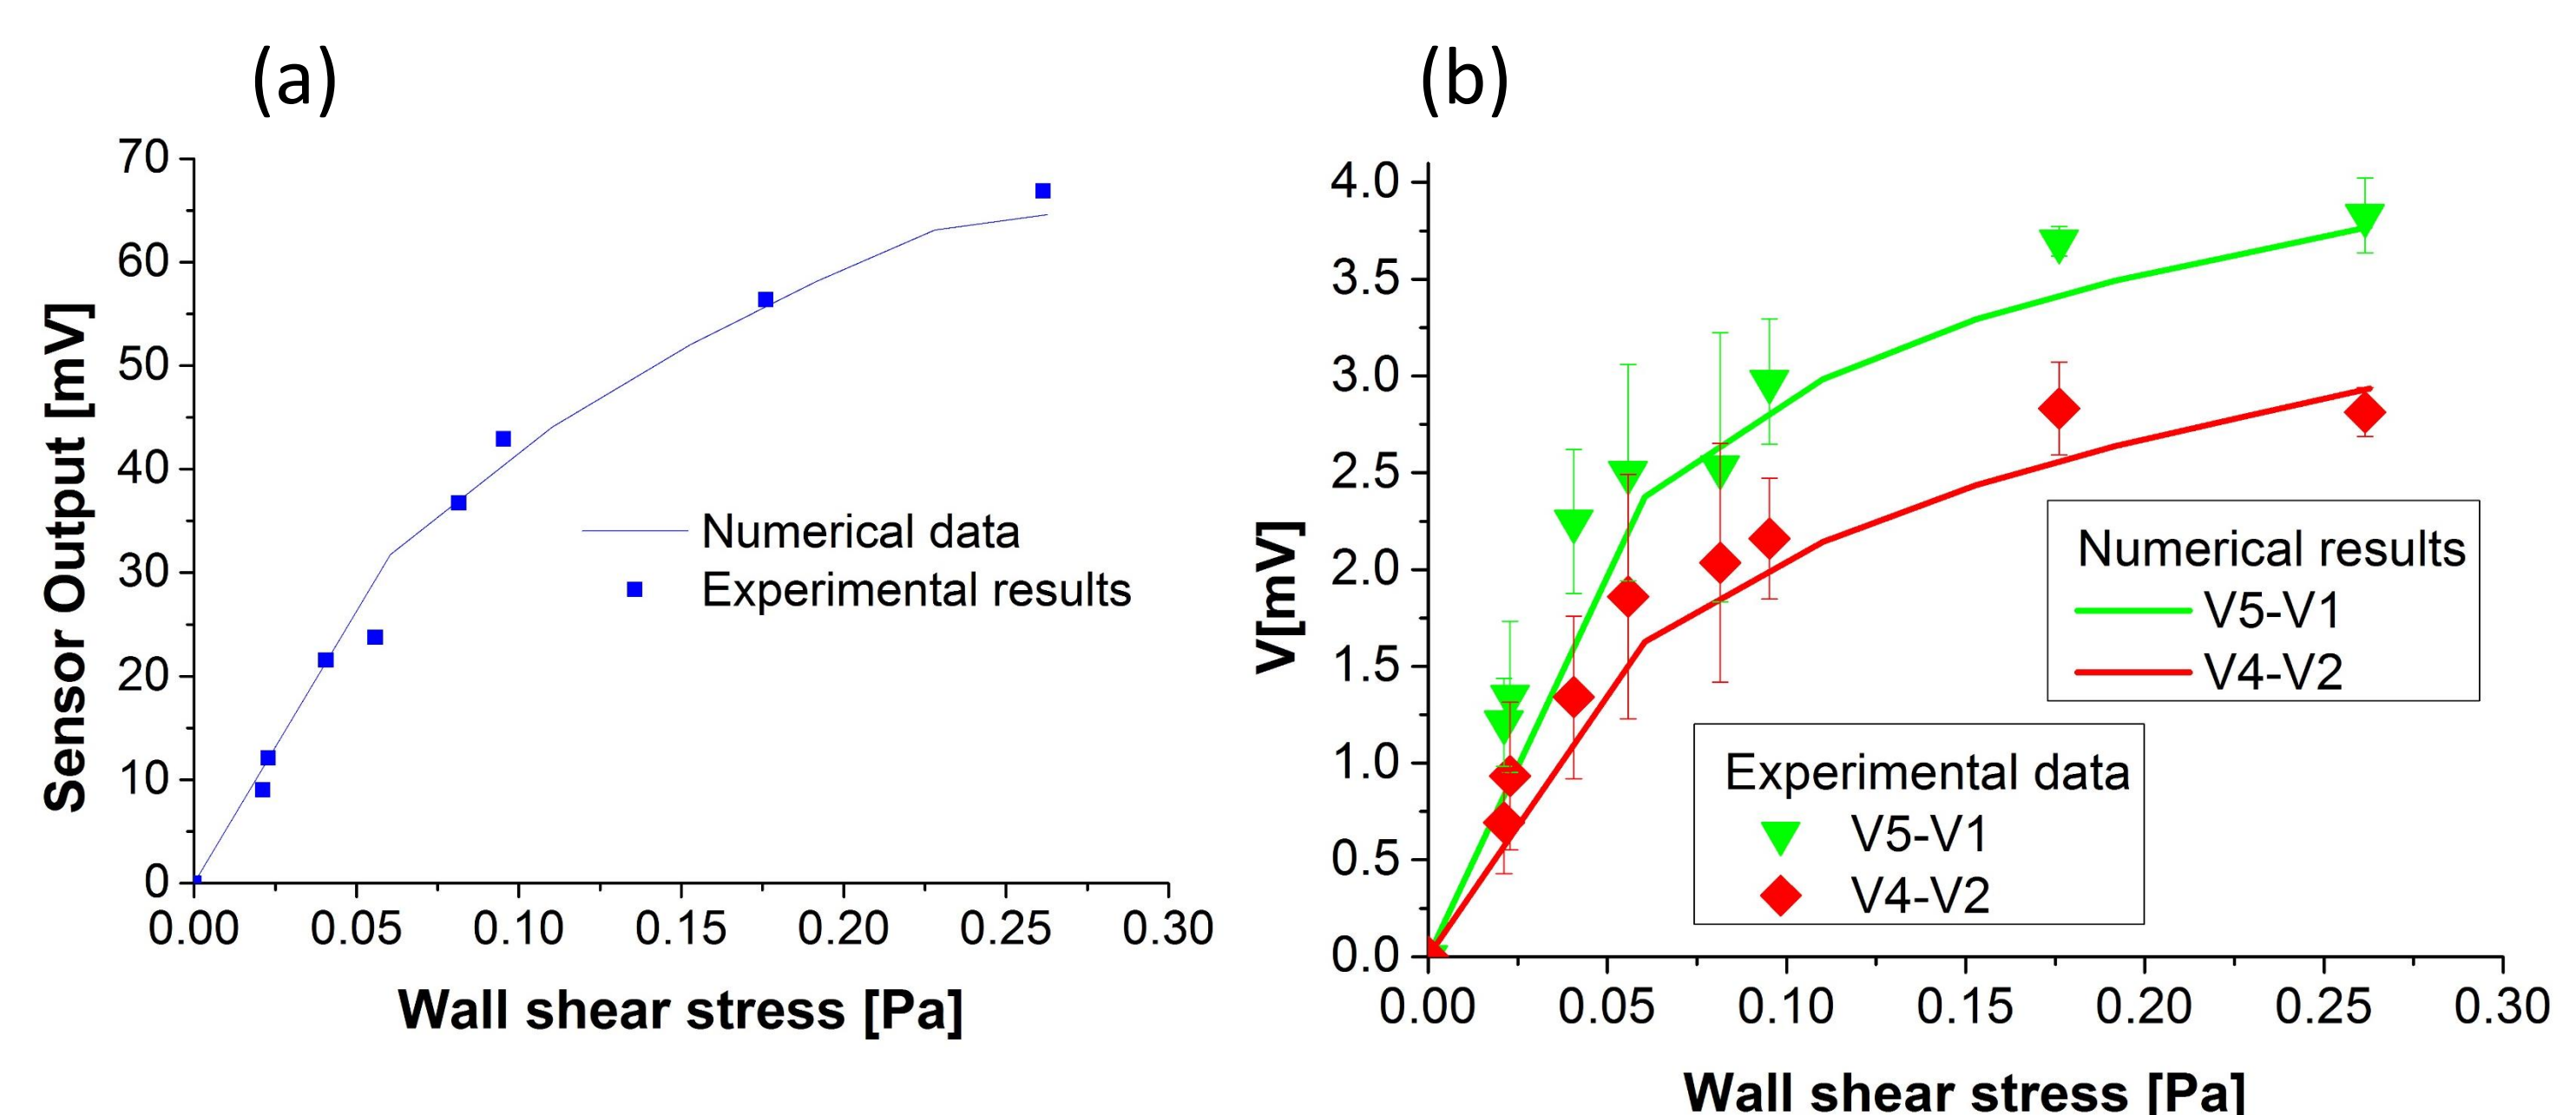 (a)
70
60
50
40
30
20
10
0
Sensor Output [mV]
0.00 0.05 0.10 0.15 0.20 0.25 0.30
Wall shear stress [Pa]
Numerical data
Experimental results
(b)
4.0
3.5
3.0
2.5
2.0
1.5
1.0
0.5
0.0
V[mV]
0.00 0.05 0.10 0.15 0.20 0.25 0.30
Wall shear stress [Pa]
Numerical results
V5-V1
V4-V2
Experimental data
V5-V1
V4-V2